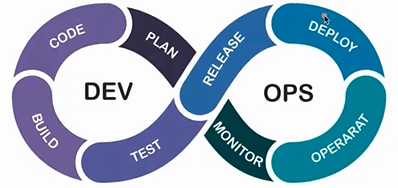 PLAN
CODE
BUILD
TEST
RELEASE
DEPLOY
OPERARAT
MONITOR
DEV
OPS